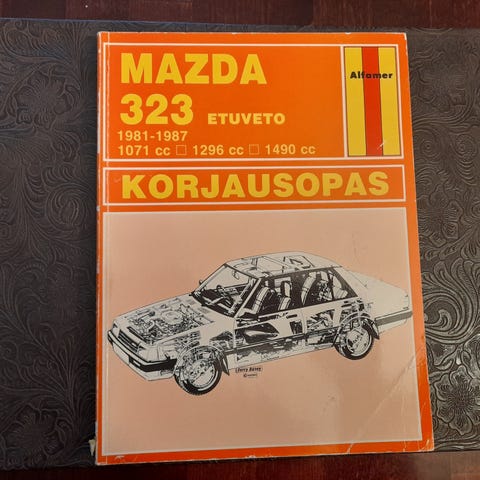 MAZDA
323 ETUVETO
1981-1987
1071 cc □ 1296 cc □ 1490 cc
Alfamer
KORJAUSOPAS